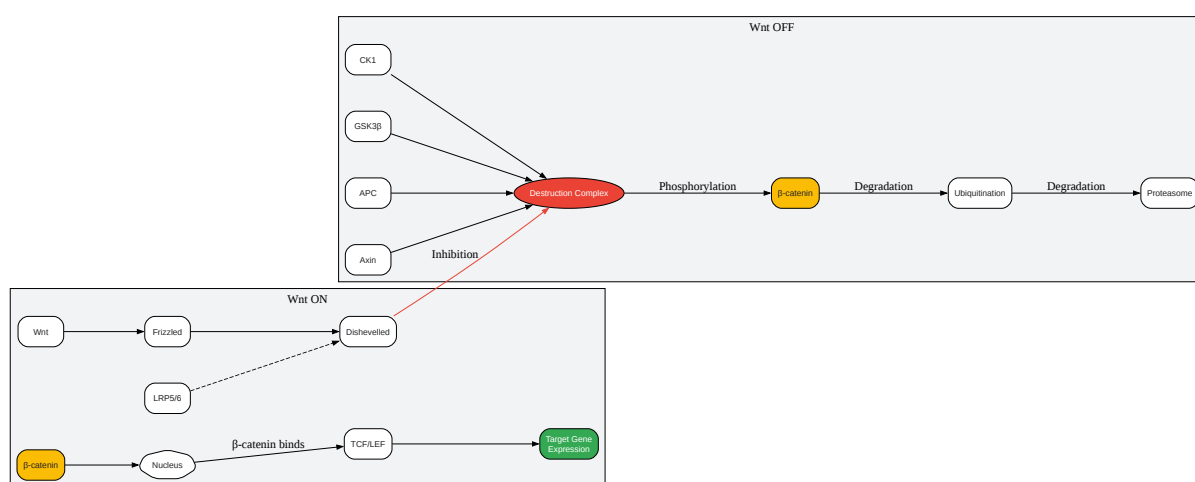 Wnt OFF
CK1
GSK3β
APC
Destruction Complex
Phosphorylation
β-catenin
Degradation
Ubiquitination
Degradation
Proteasome
Axin
Inhibition
Wnt ON
Wnt
Frizzled
Dishevelled
LRP5/6
β-catenin
Nucleus
β-catenin binds
TCF/LEF
Target Gene
Expression